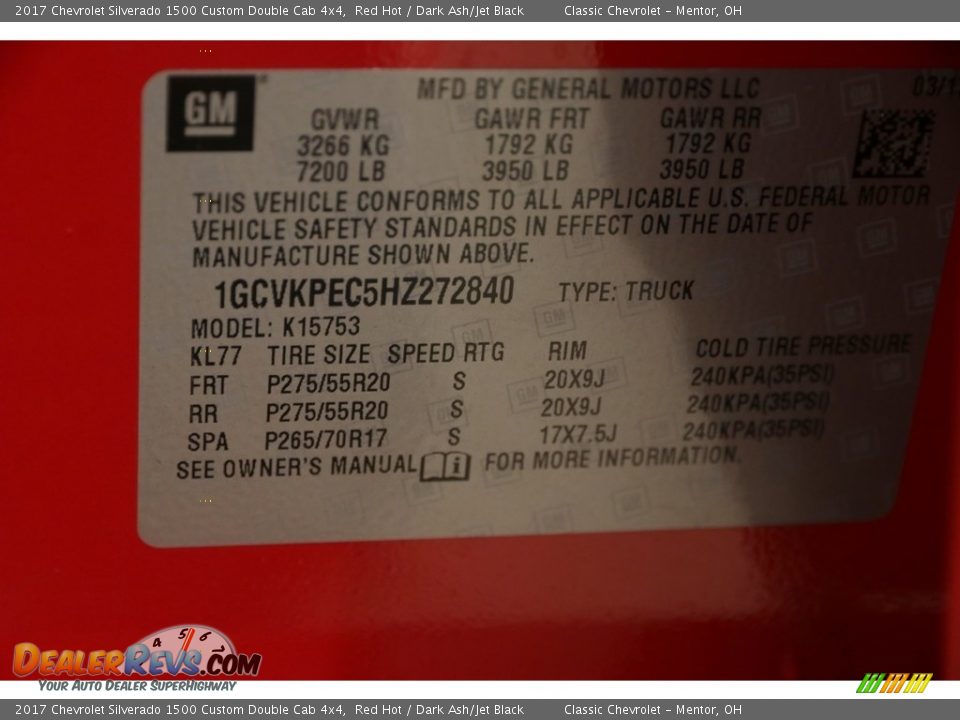 2017 Chevrolet Silverado 1500 Custom Double Cab 4x4, Red Hot / Dark Ash/Jet Black Classic Chevrolet - Mentor, OH
GM MFD BY GENERAL MOTORS LLC
GVWR GAWR FRT GAWR RR
3266 KG 1792 KG 1792 KG
7200 LB 3950 LB 3950 LB
THIS VEHICLE CONFORMS TO ALL APPLICABLE U.S. FEDERAL MOTOR
VEHICLE SAFETY STANDARDS IN EFFECT ON THE DATE OF
MANUFACTURE SHOWN ABOVE.
1GCVKPEC5HZ272840 TYPE: TRUCK
MODEL: K15753
KL77 TIRE SIZE SPEED RTG RIM COLD TIRE PRESSURE
FRT P275/55R20 S 20X9J 240KPA(35PSI)
RR P275/55R20 S 20X9J 240KPA(35PSI)
SPA P265/70R17 S 17X7.5J 240KPA(35PSI)
SEE OWNER'S MANUAL i FOR MORE INFORMATION.
4 5 6
DEALERREVS.COM
YOUR AUTO DEALER SUPERHIGHWAY
2017 Chevrolet Silverado 1500 Custom Double Cab 4x4, Red Hot / Dark Ash/Jet Black Classic Chevrolet - Mentor, OH